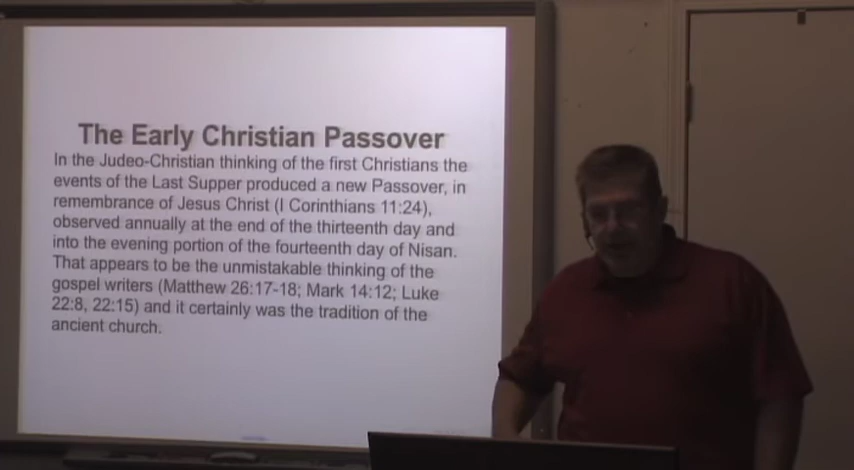 The Early Christian Passover
In the Judeo-Christian thinking of the first Christians the
events of the Last Supper produced a new Passover, in
remembrance of Jesus Christ (I Corinthians 11:24),
observed annually at the end of the thirteenth day and
into the evening portion of the fourteenth day of Nisan.
That appears to be the unmistakable thinking of the
gospel writers (Matthew 26:17-18; Mark 14:12; Luke
22:8, 22:15) and it certainly was the tradition of the
ancient church.